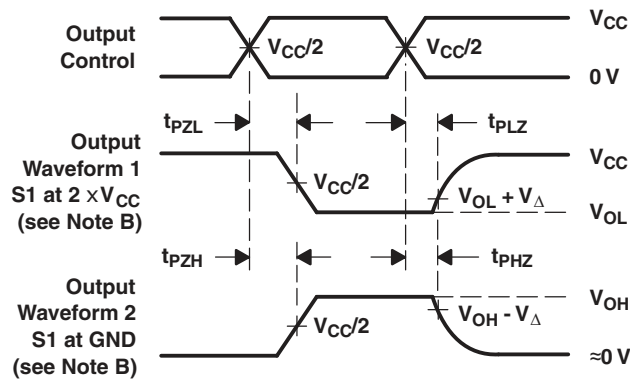 Output
Control
V_CC/2
V_CC/2
V_CC
0 V
t_PZL
t_PLZ
Output
Waveform 1
S1 at 2 x V_CC
(see Note B)
V_CC/2
V_OL + V_Δ
V_CC
V_OL
t_PZH
t_PHZ
Output
Waveform 2
S1 at GND
(see Note B)
V_CC/2
V_OH - V_Δ
V_OH
≈0 V